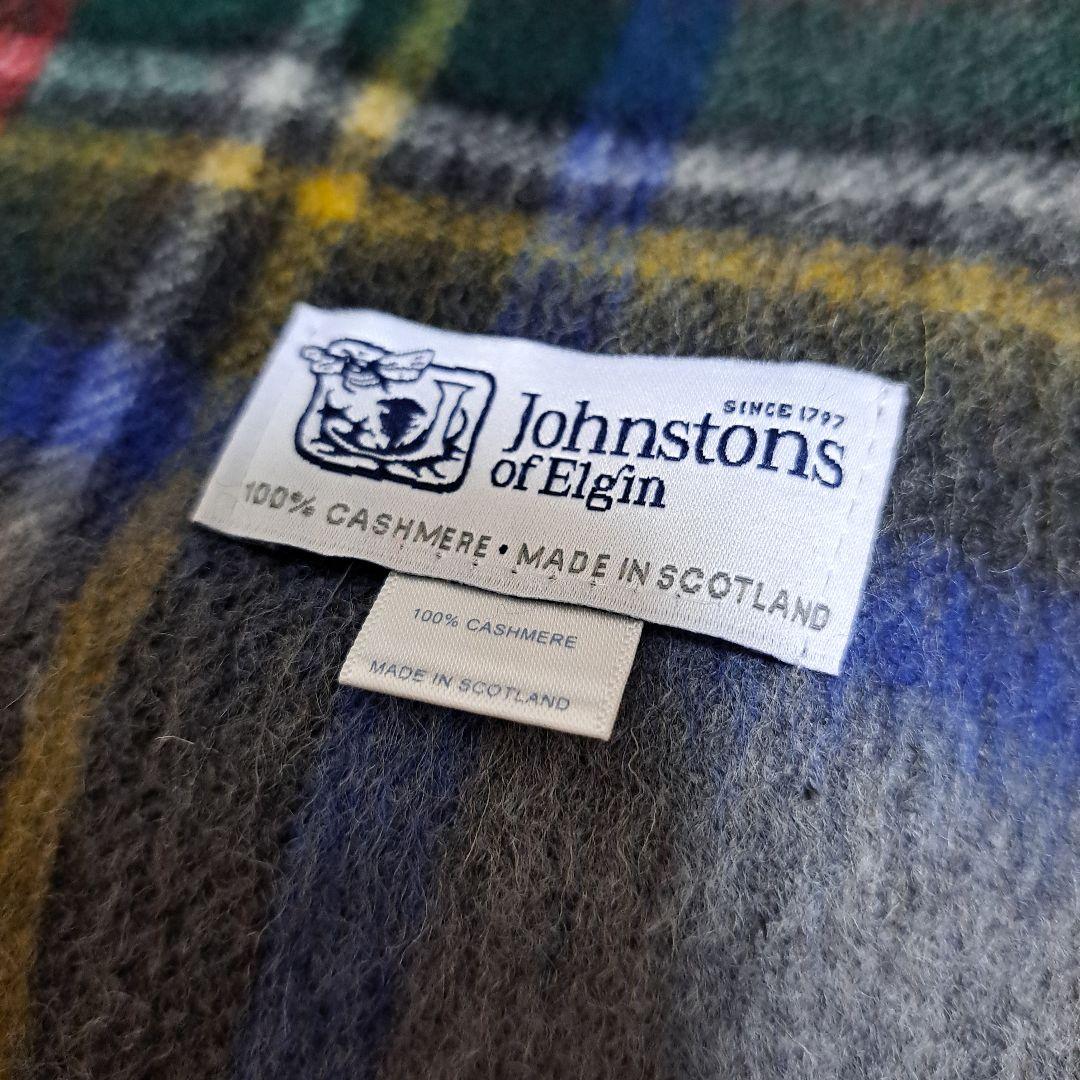 SINCE 1797
Johnstons
of Elgin
100% CASHMERE • MADE IN SCOTLAND
100% CASHMERE
MADE IN SCOTLAND